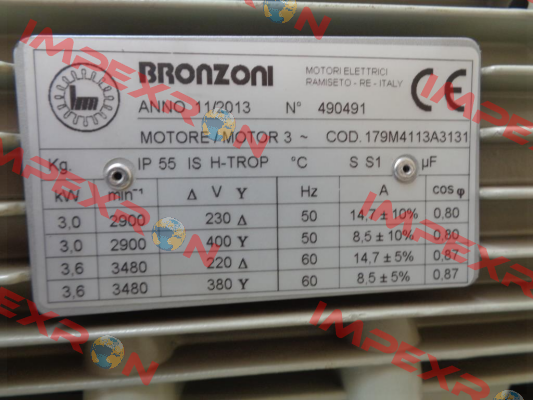 BRONZONI
MOTORI ELETTRICI
RAMISETO - RE - ITALY
CE
bm
ANNO 11/2013 N° 490491
MOTORE / MOTOR 3 ~ COD. 179M4113A3131
Kg. IP 55 IS H-TROP °C S S1 µF
kW min⁻¹ Δ V Y Hz A cos φ
3,0 2900 230 Δ 50 14,7 ± 10% 0,80
3,0 2900 400 Y 50 8,5 ± 10% 0,80
3,6 3480 220 Δ 60 14,7 ± 5% 0,87
3,6 3480 380 Y 60 8,5 ± 5% 0,87
IMPEXRON
IMPEXRON
IMPEXRON
IMPEXRON